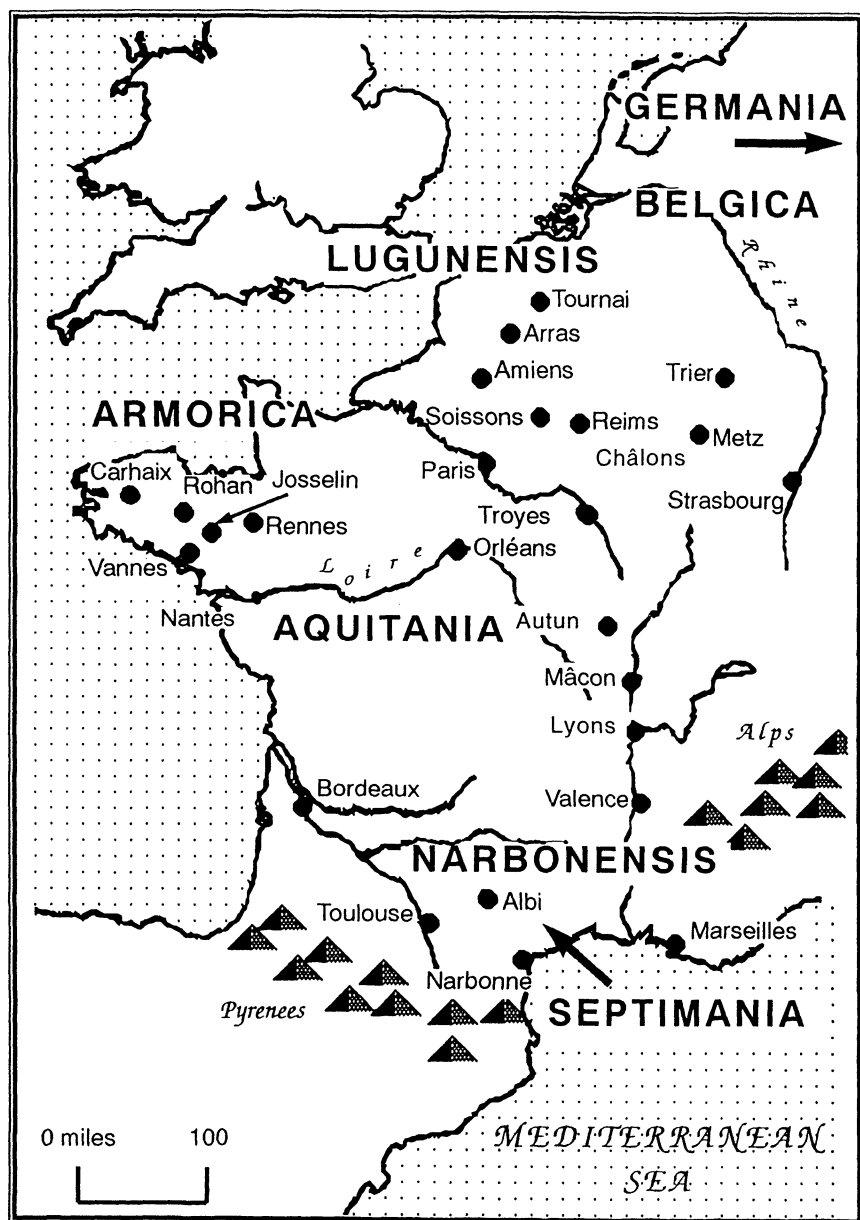 GERMANIA
BELGICA
LUGUNENSIS
Rhine
Tournai
Arras
Amiens
Trier
ARMORICA
Soissons
Reims
Metz
Châlons
Paris
Carhaix
Rohan
Josselin
Strasbourg
Troyes
Rennes
Orléans
Vannes
Loire
Nantes
AQUITANIA
Autun
Mâcon
Lyons
Alps
Bordeaux
Valence
NARBONENSIS
Albi
Toulouse
Marseilles
Narbonne
Pyrenees
SEPTIMANIA
0 miles 100
MEDITERRANEAN
SEA